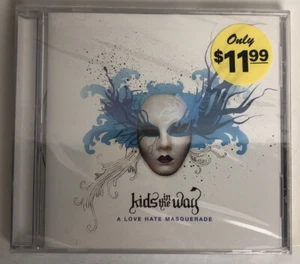 Only
$11.99
kids in the way
A LOVE HATE MASQUERADE